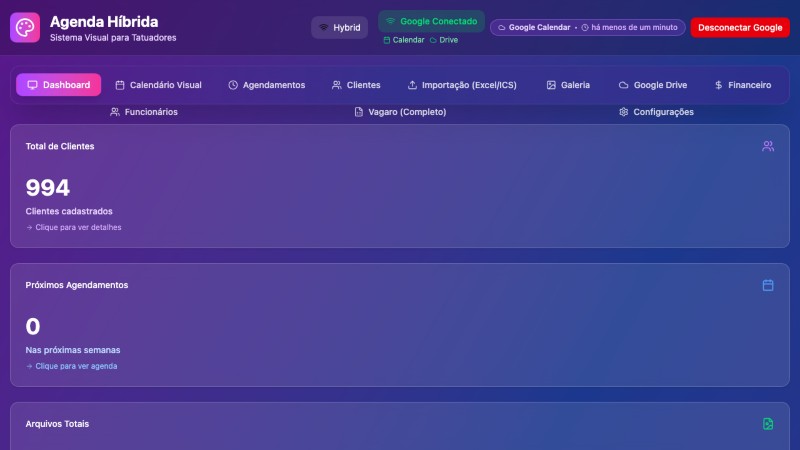 Agenda Híbrida
Sistema Visual para Tatuadores
Hybrid
Google Conectado
Calendar Drive
Google Calendar • há menos de um minuto
Desconectar Google
Dashboard
Calendário Visual
Agendamentos
Clientes
Importação (Excel/ICS)
Galeria
Google Drive
Financeiro
Funcionários
Vagaro (Completo)
Configurações
Total de Clientes
994
Clientes cadastrados
→ Clique para ver detalhes
Próximos Agendamentos
0
Nas próximas semanas
→ Clique para ver agenda
Arquivos Totais